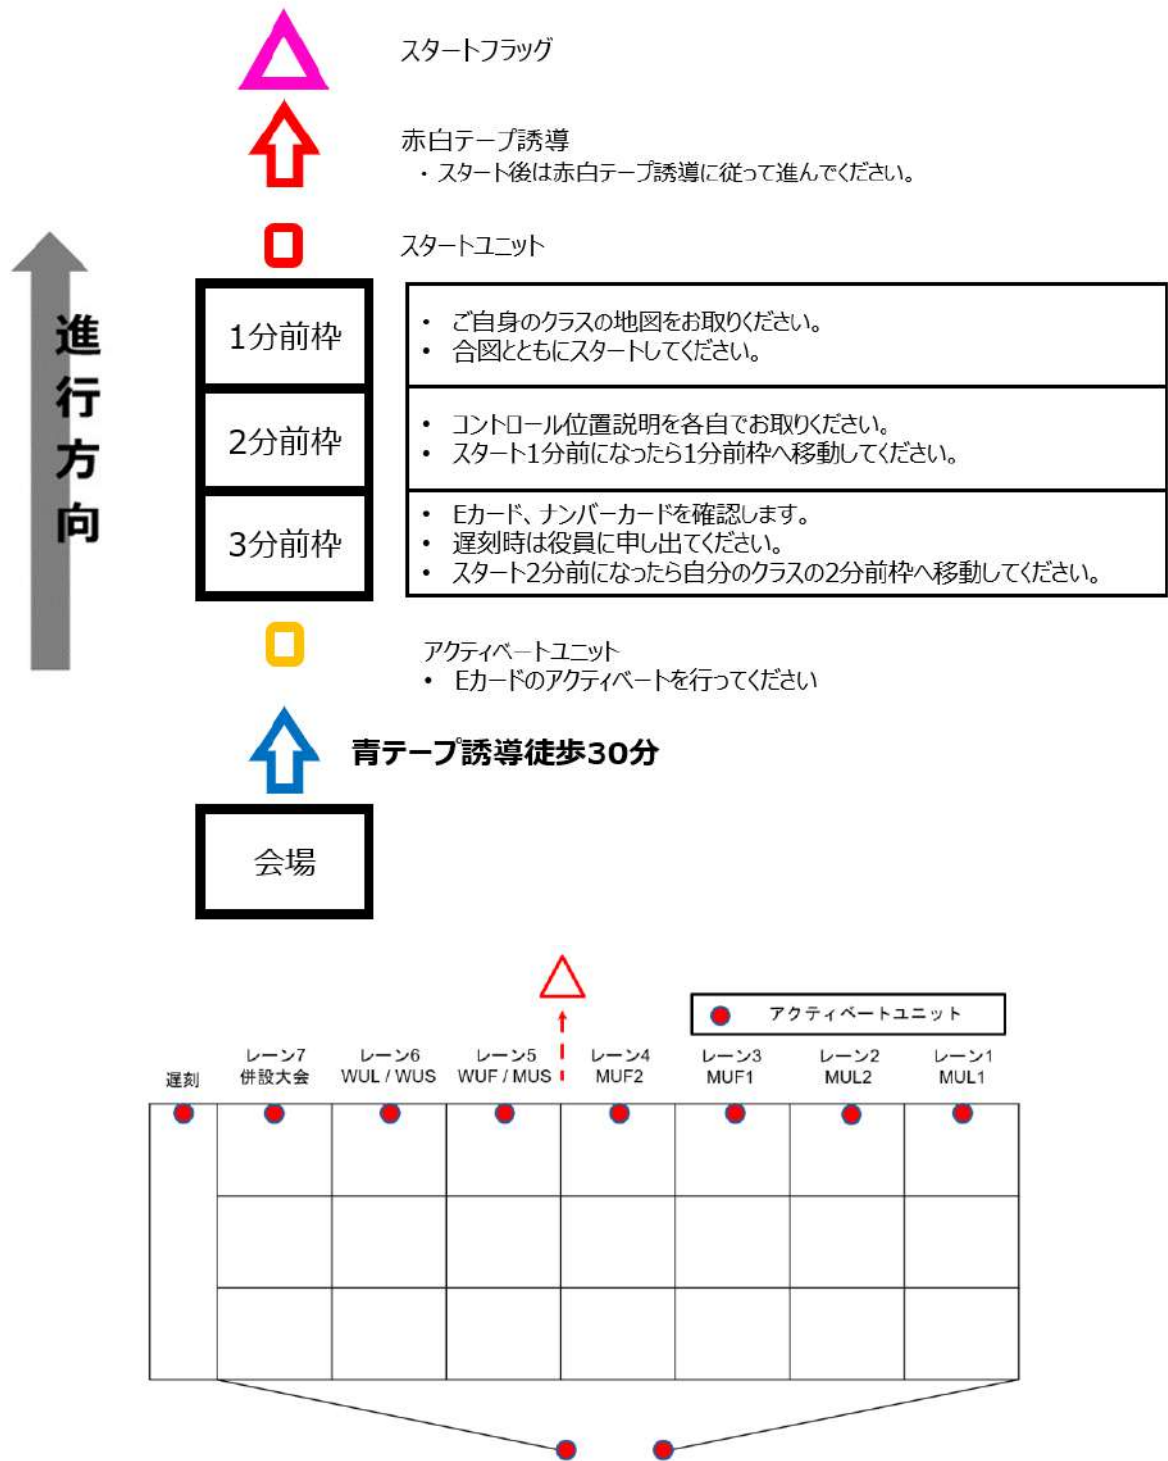 スタートフラッグ
赤白テープ誘導
・スタート後は赤白テープ誘導に従って進んでください。
スタートユニット
進行方向
1分前枠
• ご自身のクラスの地図をお取りください。
• 合図とともにスタートしてください。
2分前枠
• コントロール位置説明を各自でお取りください。
• スタート1分前になったら1分前枠へ移動してください。
3分前枠
• Eカード、ナンバーカードを確認します。
• 遅刻時は役員に申し出てください。
• スタート2分前になったら自分のクラスの2分前枠へ移動してください。
アクティベートユニット
• Eカードのアクティベートを行ってください
青テープ誘導徒歩30分
会場
アクティベートユニット
遅刻
レーン7
併設大会
レーン6
WUL / WUS
レーン5
WUF / MUS
レーン4
MUF2
レーン3
MUF1
レーン2
MUL2
レーン1
MUL1